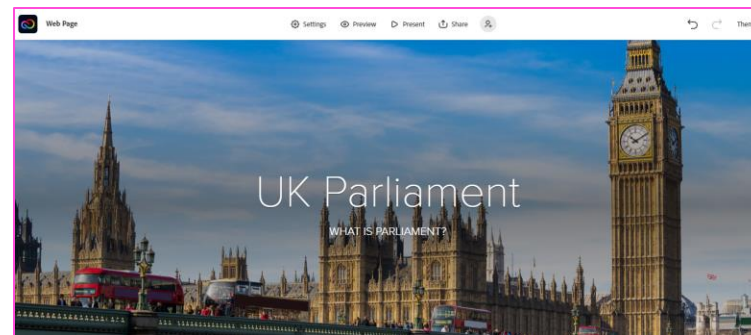 Web Page Settings Preview Present Share
UK Parliament
WHAT IS PARLIAMENT?